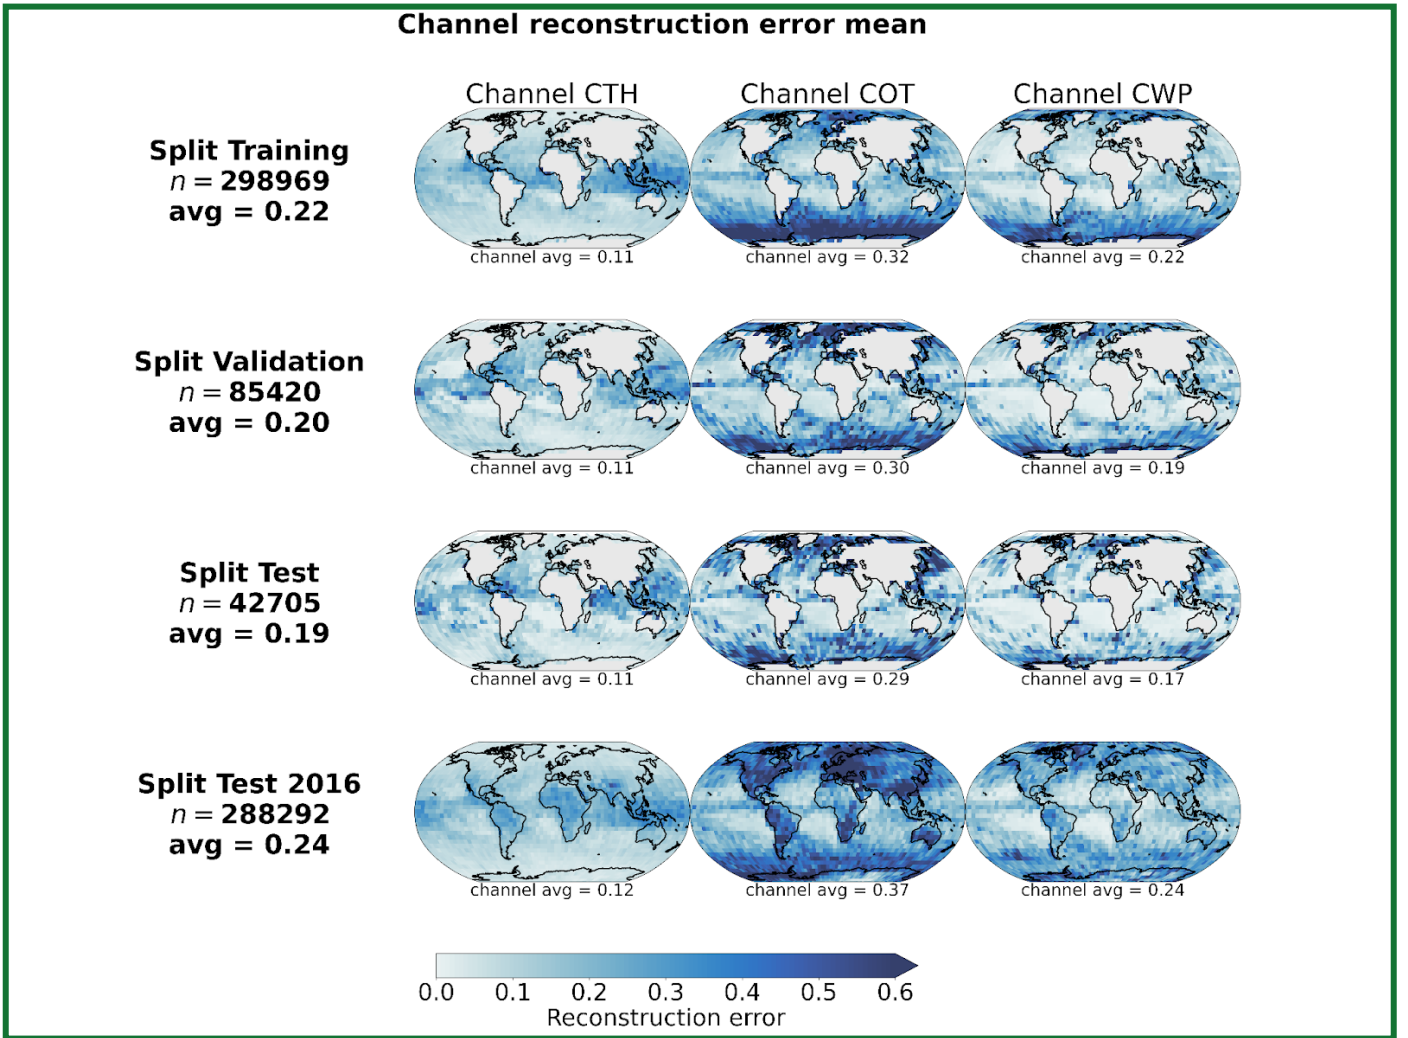 Channel reconstruction error mean
Channel CTH Channel COT Channel CWP
Split Training
n = 298969
avg = 0.22
channel avg = 0.11 channel avg = 0.32 channel avg = 0.22
Split Validation
n = 85420
avg = 0.20
channel avg = 0.11 channel avg = 0.30 channel avg = 0.19
Split Test
n = 42705
avg = 0.19
channel avg = 0.11 channel avg = 0.29 channel avg = 0.17
Split Test 2016
n = 288292
avg = 0.24
channel avg = 0.12 channel avg = 0.37 channel avg = 0.24
0.0 0.1 0.2 0.3 0.4 0.5 0.6
Reconstruction error